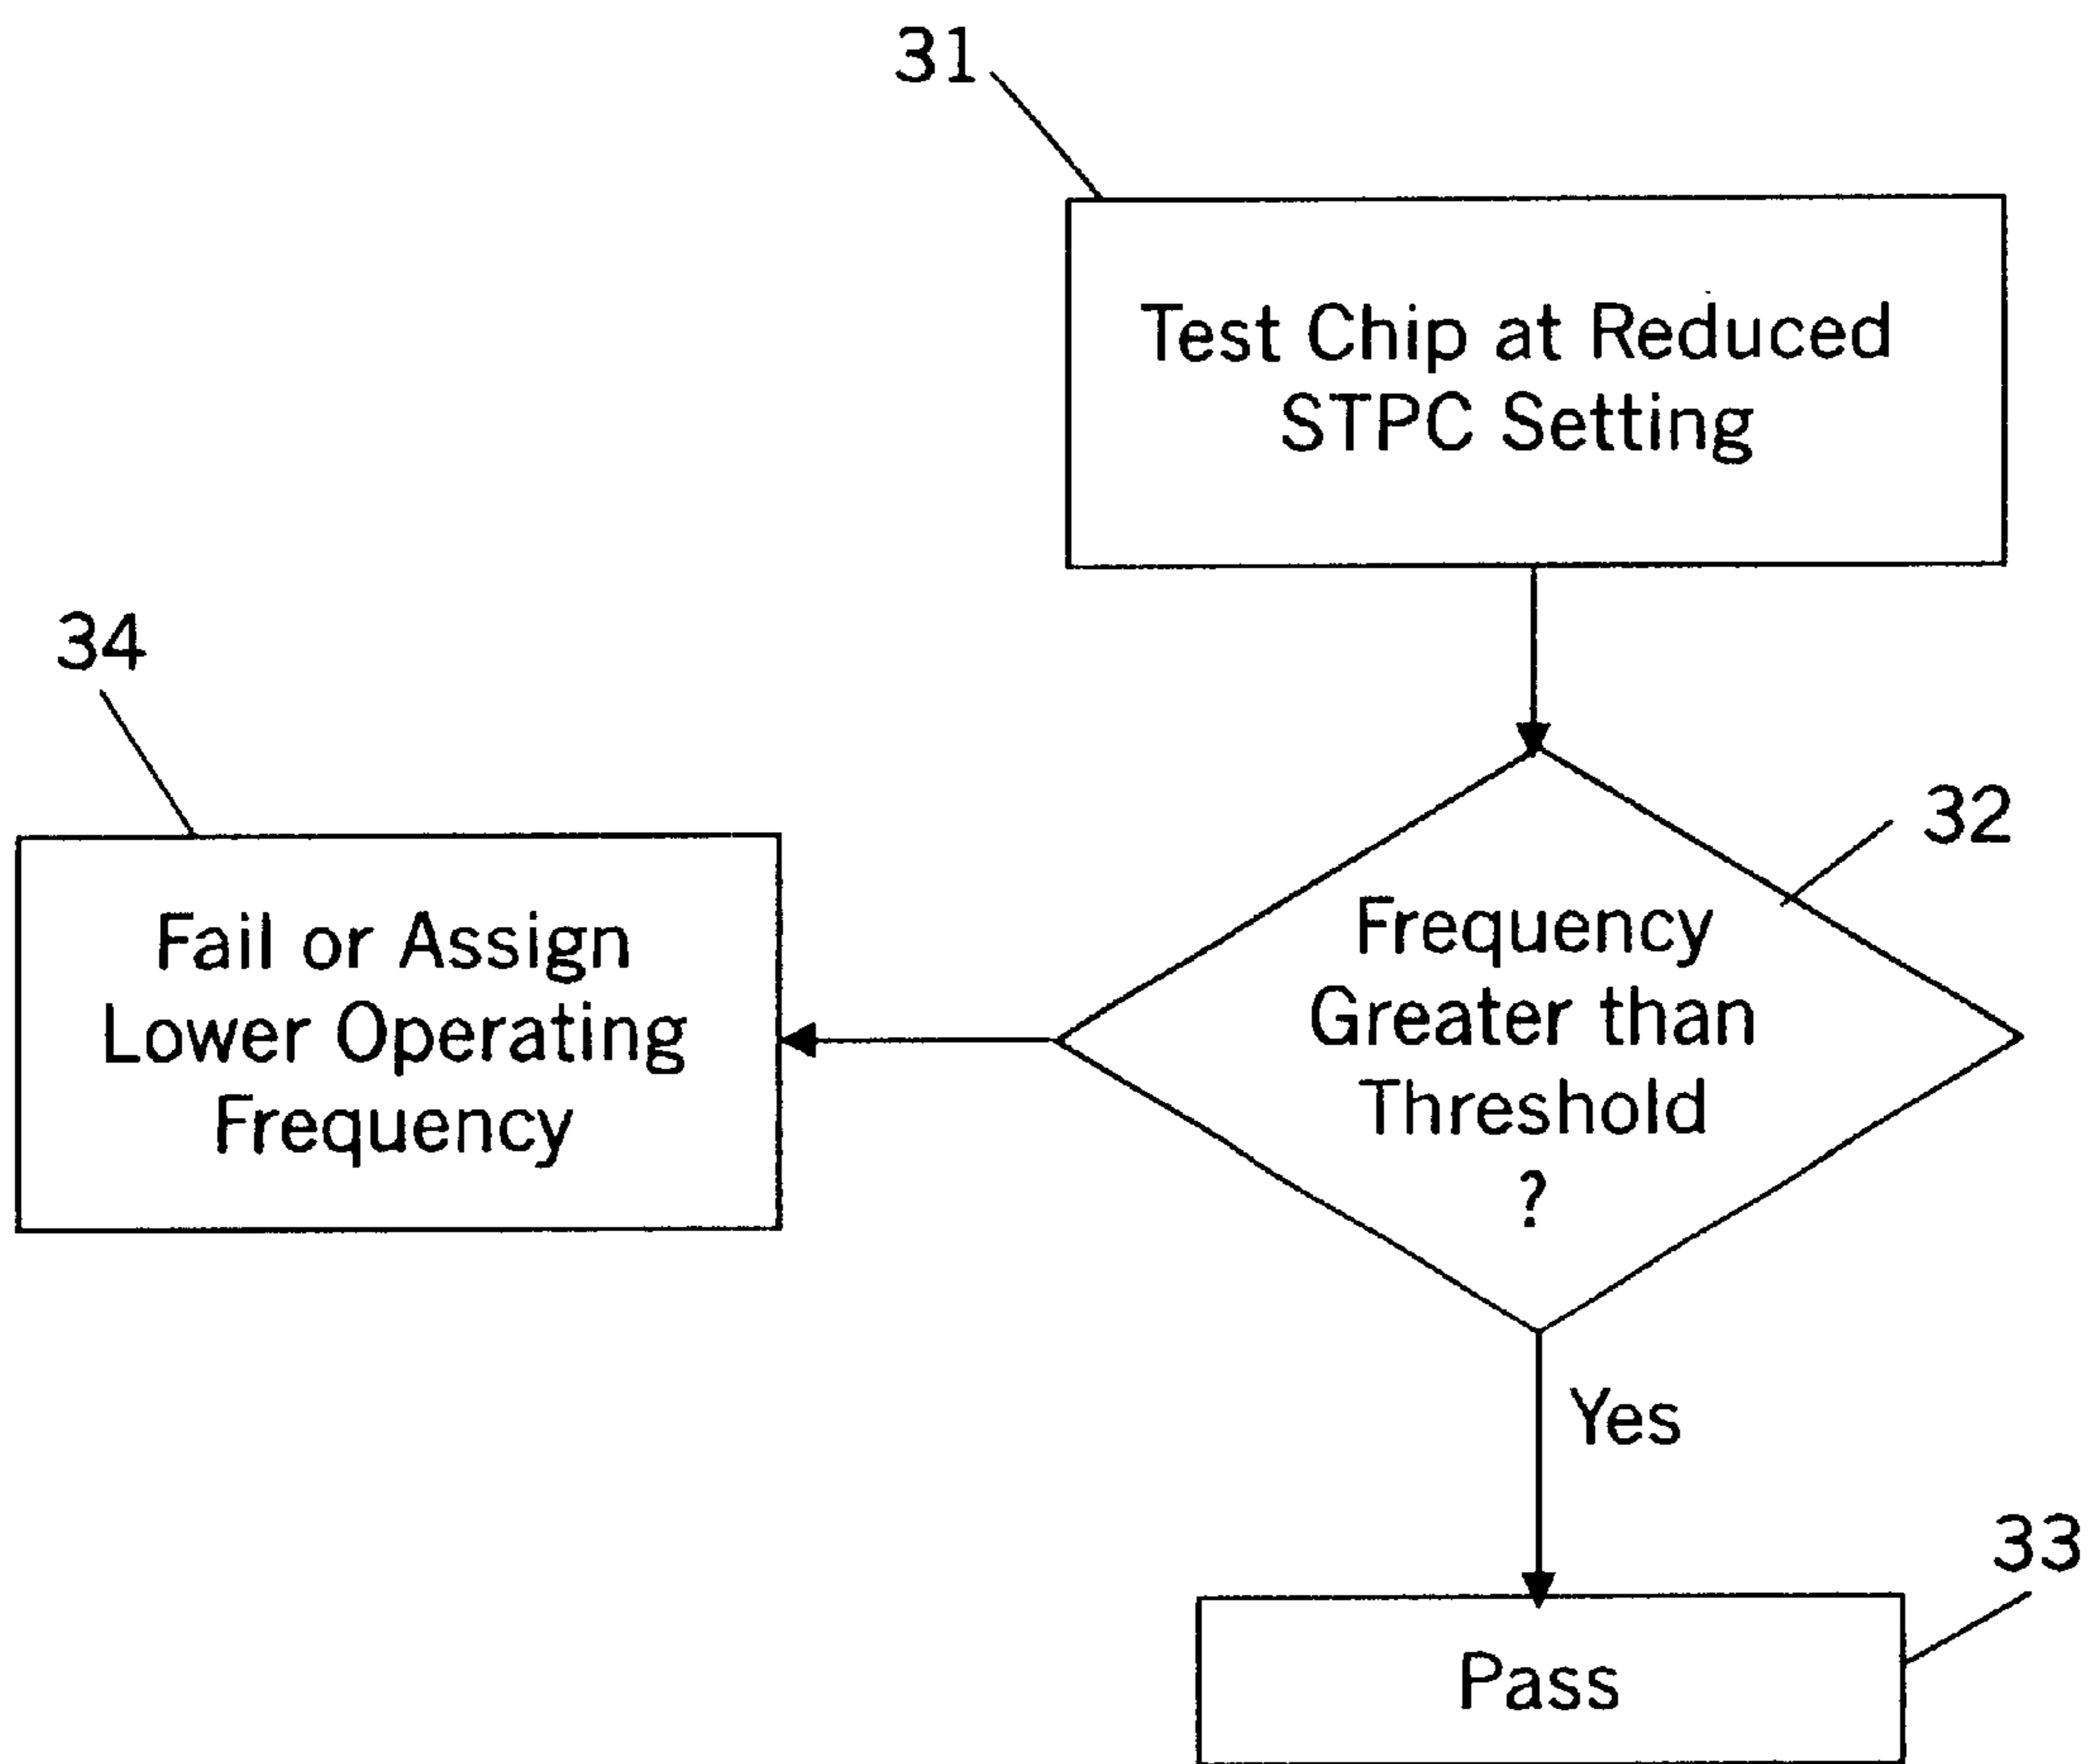 31
Test Chip at Reduced
STPC Setting
34
32
Fail or Assign
Lower Operating
Frequency
Frequency
Greater than
Threshold
?
Yes
33
Pass